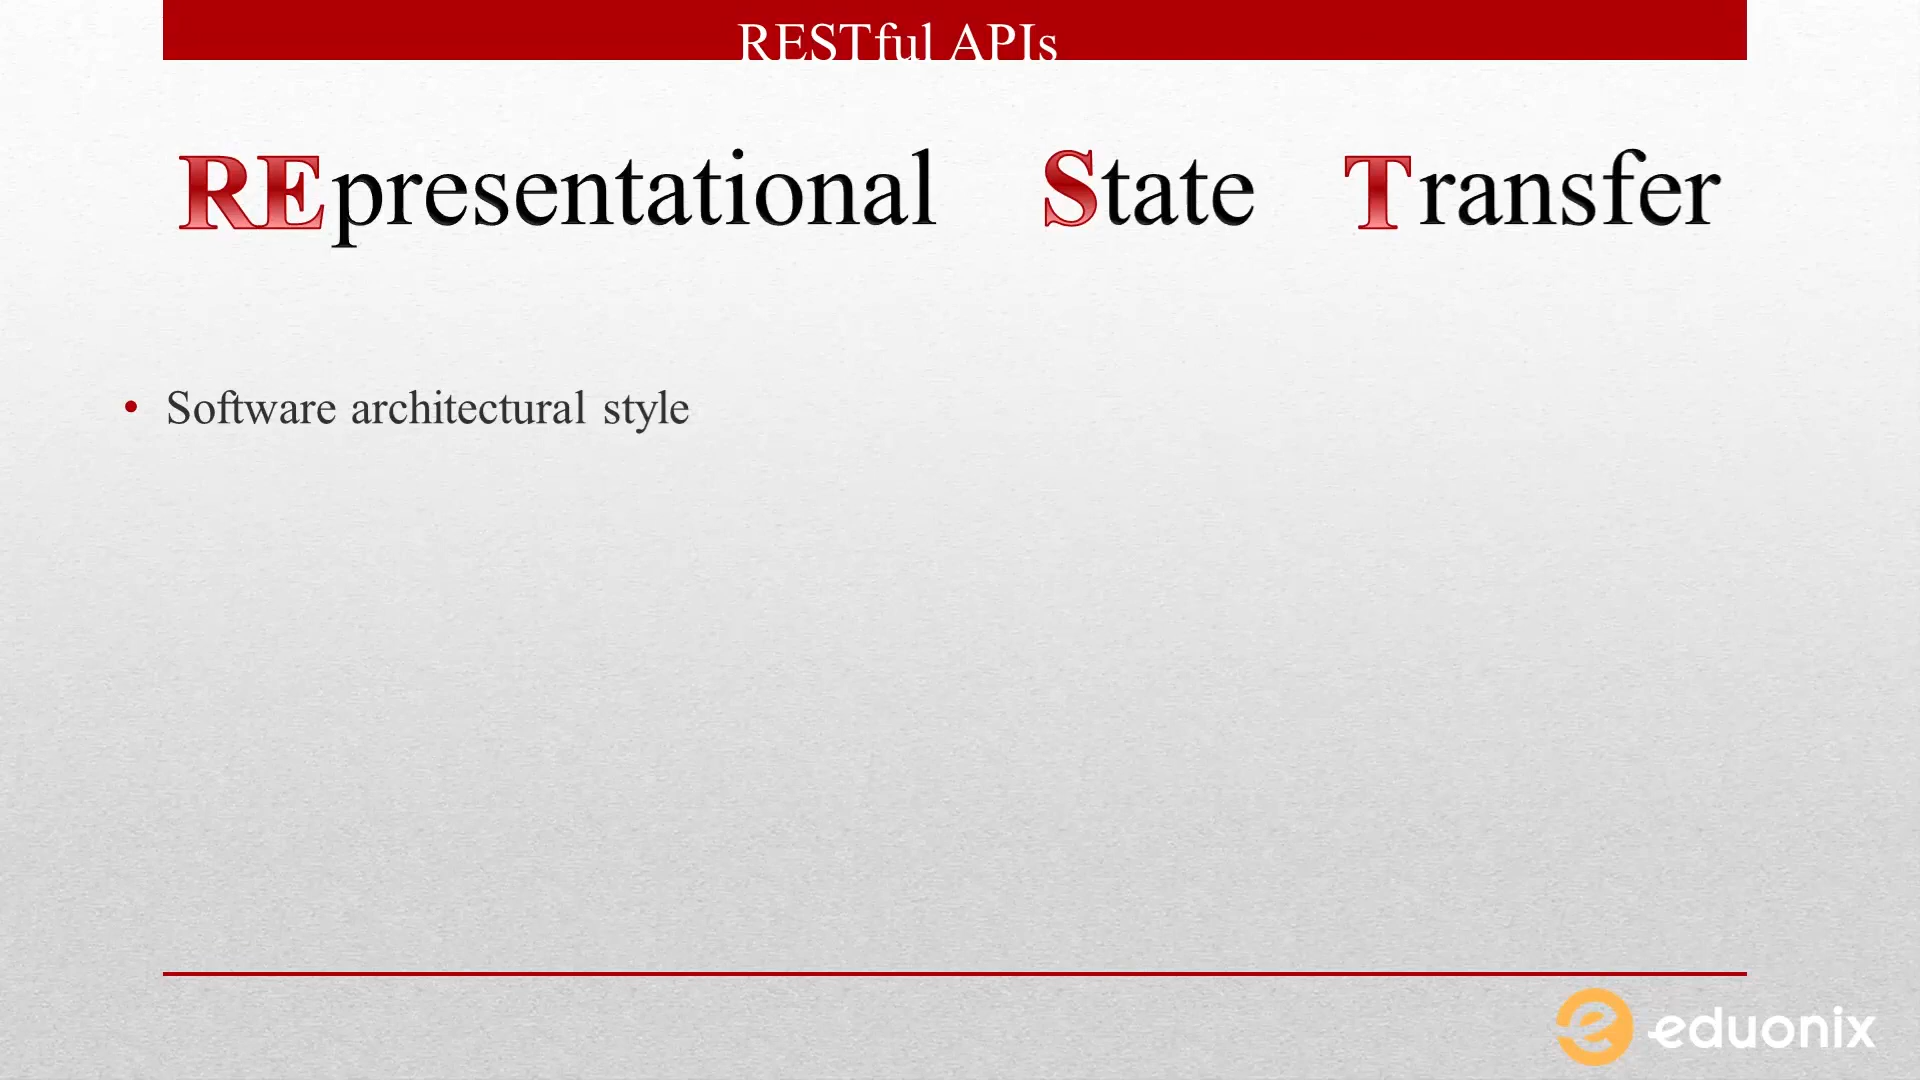 RESTful APIs
REpresentational State Transfer
• Software architectural style
eduonix